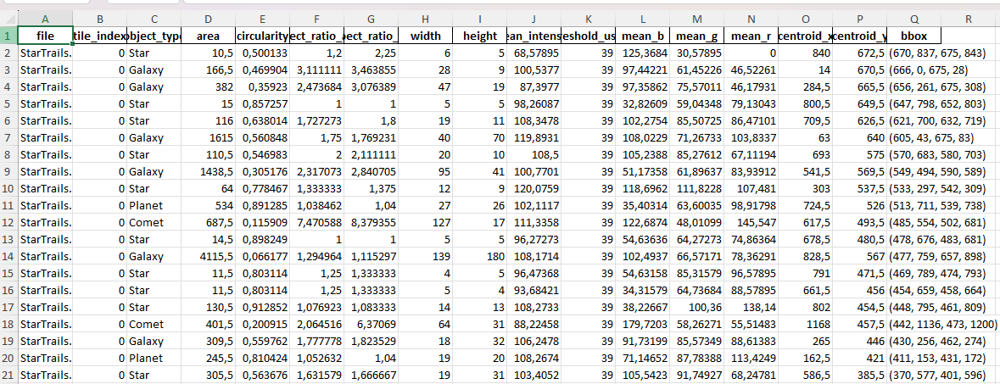 A B C D E F G H I J K L M N O P Q R
1 file tile_index object_type area circularity ect_ratio_ pect_ratio_ width height ean_intens eshold_us mean_b mean_g mean_r centroid_x centroid_y bbox
2 StarTrails. 0 Star 10,5 0,500133 1,2 2,25 6 5 68,57895 39 125,3684 30,57895 0 840 672,5 (670, 837, 675, 843)
3 StarTrails. 0 Galaxy 166,5 0,469904 3,111111 3,463855 28 9 100,5377 39 97,44221 61,45226 46,52261 14 670,5 (666, 0, 675, 28)
4 StarTrails. 0 Galaxy 382 0,35923 2,473684 3,076389 47 19 87,3977 39 97,35862 75,57011 46,17931 284,5 665,5 (656, 261, 675, 308)
5 StarTrails. 0 Star 15 0,857257 1 1 5 5 98,26087 39 32,82609 59,04348 79,13043 800,5 649,5 (647, 798, 652, 803)
6 StarTrails. 0 Star 116 0,638014 1,727273 1,8 19 11 108,3478 39 102,2754 85,50725 86,47101 709,5 626,5 (621, 700, 632, 719)
7 StarTrails. 0 Galaxy 1615 0,560848 1,75 1,769231 40 70 119,8931 39 108,0229 71,26733 103,8337 63 640 (605, 43, 675, 83)
8 StarTrails. 0 Star 110,5 0,546983 2 2,111111 20 10 108,5 39 105,2388 85,27612 67,11194 693 575 (570, 683, 580, 703)
9 StarTrails. 0 Galaxy 1438,5 0,305176 2,317073 2,840705 95 41 100,7701 39 51,17358 61,89637 83,93912 541,5 569,5 (549, 494, 590, 589)
10 StarTrails. 0 Star 64 0,778467 1,333333 1,375 12 9 120,0759 39 118,6962 111,8228 107,481 303 537,5 (533, 297, 542, 309)
11 StarTrails. 0 Planet 534 0,891285 1,038462 1,04 27 26 102,1117 39 35,40314 63,60035 98,91798 724,5 526 (513, 711, 539, 738)
12 StarTrails. 0 Comet 687,5 0,115909 7,470588 8,379355 127 17 111,3358 39 122,6874 48,01099 145,547 617,5 493,5 (485, 554, 502, 681)
13 StarTrails. 0 Star 14,5 0,898249 1 1 5 5 96,27273 39 54,63636 64,27273 74,86364 678,5 480,5 (478, 676, 483, 681)
14 StarTrails. 0 Galaxy 4115,5 0,066177 1,294964 1,115297 139 180 108,1714 39 102,4937 66,57171 78,36291 828,5 567 (477, 759, 657, 898)
15 StarTrails. 0 Star 11,5 0,803114 1,25 1,333333 4 5 96,47368 39 54,63158 85,31579 96,57895 791 471,5 (469, 789, 474, 793)
16 StarTrails. 0 Star 11,5 0,803114 1,25 1,333333 5 4 93,68421 39 34,31579 64,73684 88,57895 661,5 456 (454, 659, 458, 664)
17 StarTrails. 0 Star 130,5 0,912852 1,076923 1,083333 14 13 108,2733 39 38,22667 100,36 138,14 802 454,5 (448, 795, 461, 809)
18 StarTrails. 0 Comet 401,5 0,200915 2,064516 6,37069 64 31 88,22458 39 179,7203 58,26271 55,51483 1168 457,5 (442, 1136, 473, 1200)
19 StarTrails. 0 Galaxy 309,5 0,559762 1,777778 1,823529 18 32 106,2478 39 91,73199 85,57349 88,61383 265 446 (430, 256, 462, 274)
20 StarTrails. 0 Planet 245,5 0,810424 1,052632 1,04 19 20 108,2674 39 71,14652 87,78388 113,4249 162,5 421 (411, 153, 431, 172)
21 StarTrails. 0 Star 305,5 0,563676 1,631579 1,666667 19 31 103,4052 39 105,5423 91,74927 68,24781 586,5 385,5 (370, 577, 401, 596)